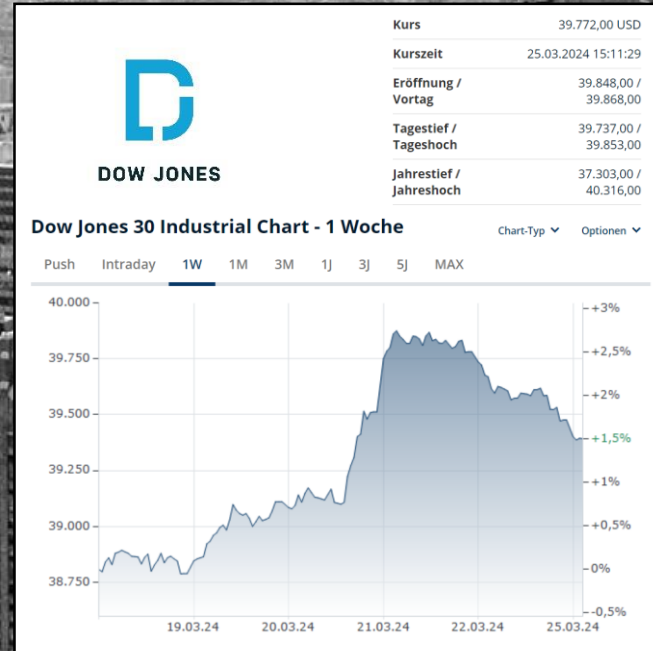 Kurs 39.772,00 USD
Kurszeit 25.03.2024 15:11:29
Eröffnung / 39.848,00 /
Vortag 39.868,00
Tagestief / 39.737,00 /
Tageshoch 39.853,00
Jahrestief / 37.303,00 /
Jahreshoch 40.316,00
DOW JONES
Dow Jones 30 Industrial Chart - 1 Woche
Chart-Typ Optionen
Push Intraday 1W 1M 3M 1J 3J 5J MAX
40.000
39.750
39.500
39.250
39.000
38.750
+3%
+2,5%
+2%
+1,5%
+1%
+0,5%
0%
-0,5%
19.03.24 20.03.24 21.03.24 22.03.24 25.03.24